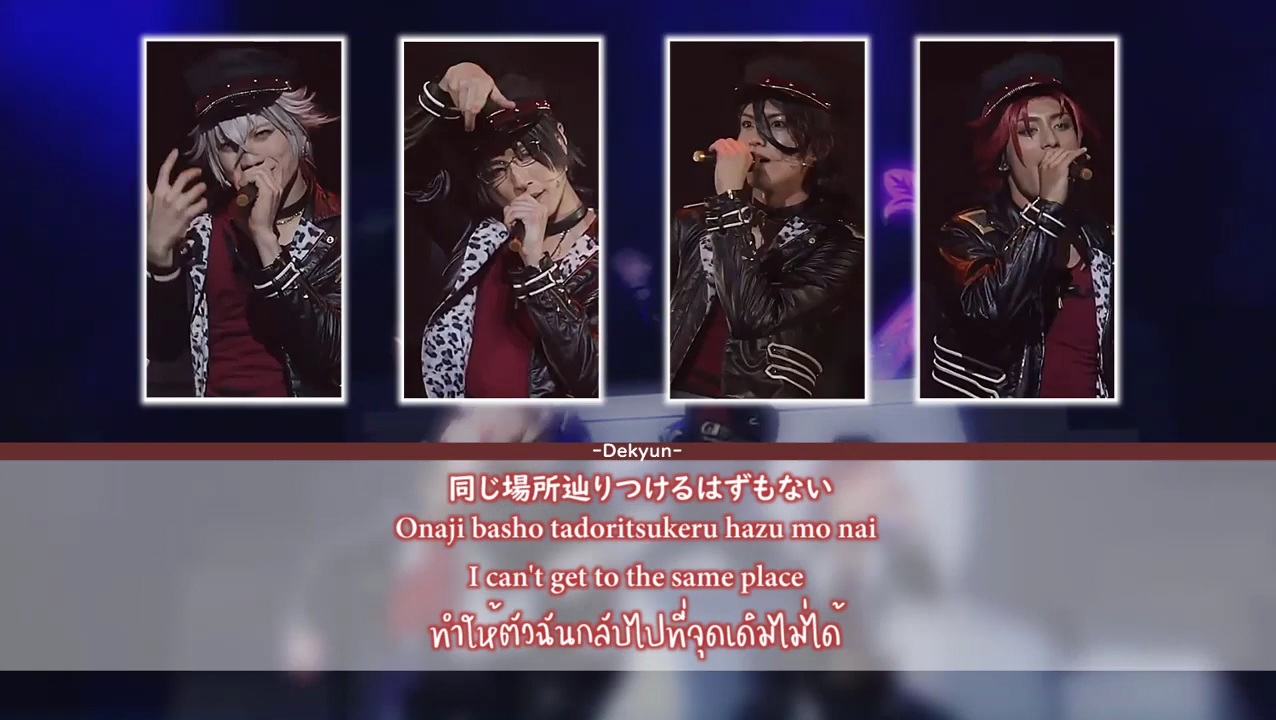 -Dekyun-
同じ場所辿りつけるはずもない
Onaji basho tadoritsukeru hazu mo nai
I can't get to the same place
ทำให้ตัวฉันกลับไปที่จุดเดิมไม่ได้